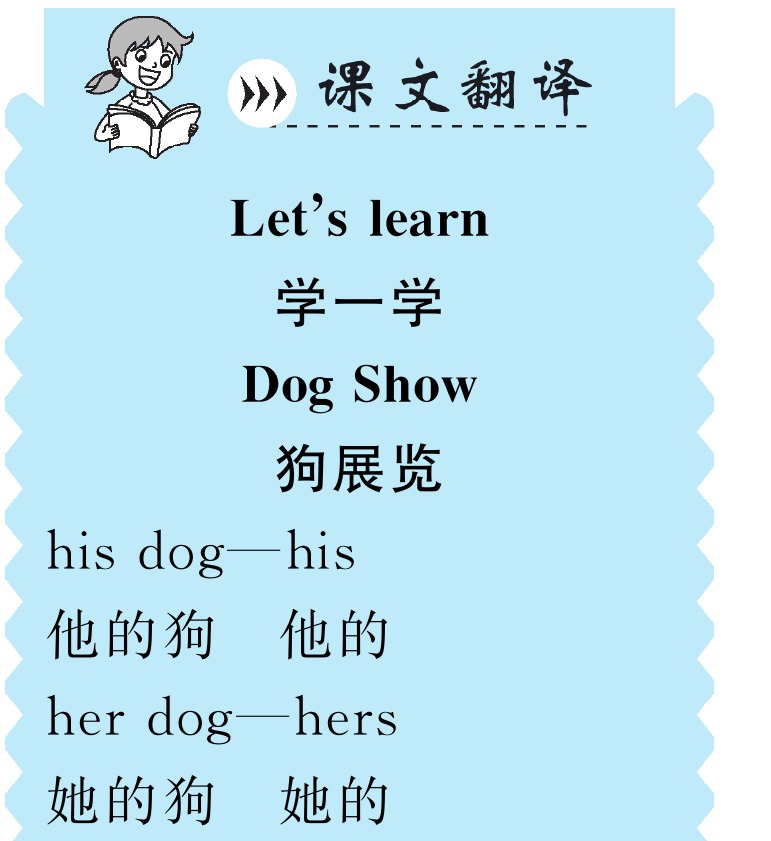 课文翻译
Let's learn
学一学
Dog Show
狗展览
his dog—his
他的狗 他的
her dog—hers
她的狗 她的